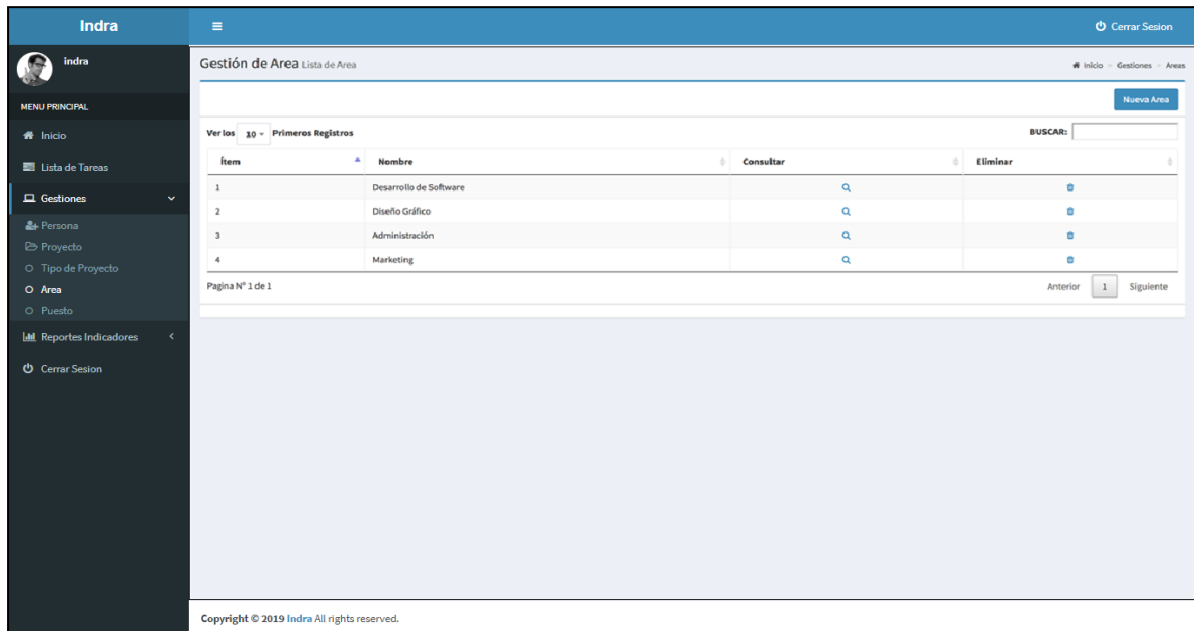 Indra
Cerrar Sesion
indra
MENU PRINCIPAL
Inicio
Lista de Tareas
Gestiones
Persona
Proyecto
Tipo de Proyecto
Area
Puesto
Reportes Indicadores
Cerrar Sesion
Gestión de Area Lista de Area
Inicio - Gestiones - Areas
Nueva Area
Ver los 10 Primeros Registros
BUSCAR:
Ítem Nombre Consultar Eliminar
1 Desarrollo de Software
2 Diseño Gráfico
3 Administración
4 Marketing
Pagina N° 1 de 1
Anterior 1 Siguiente
Copyright © 2019 Indra All rights reserved.